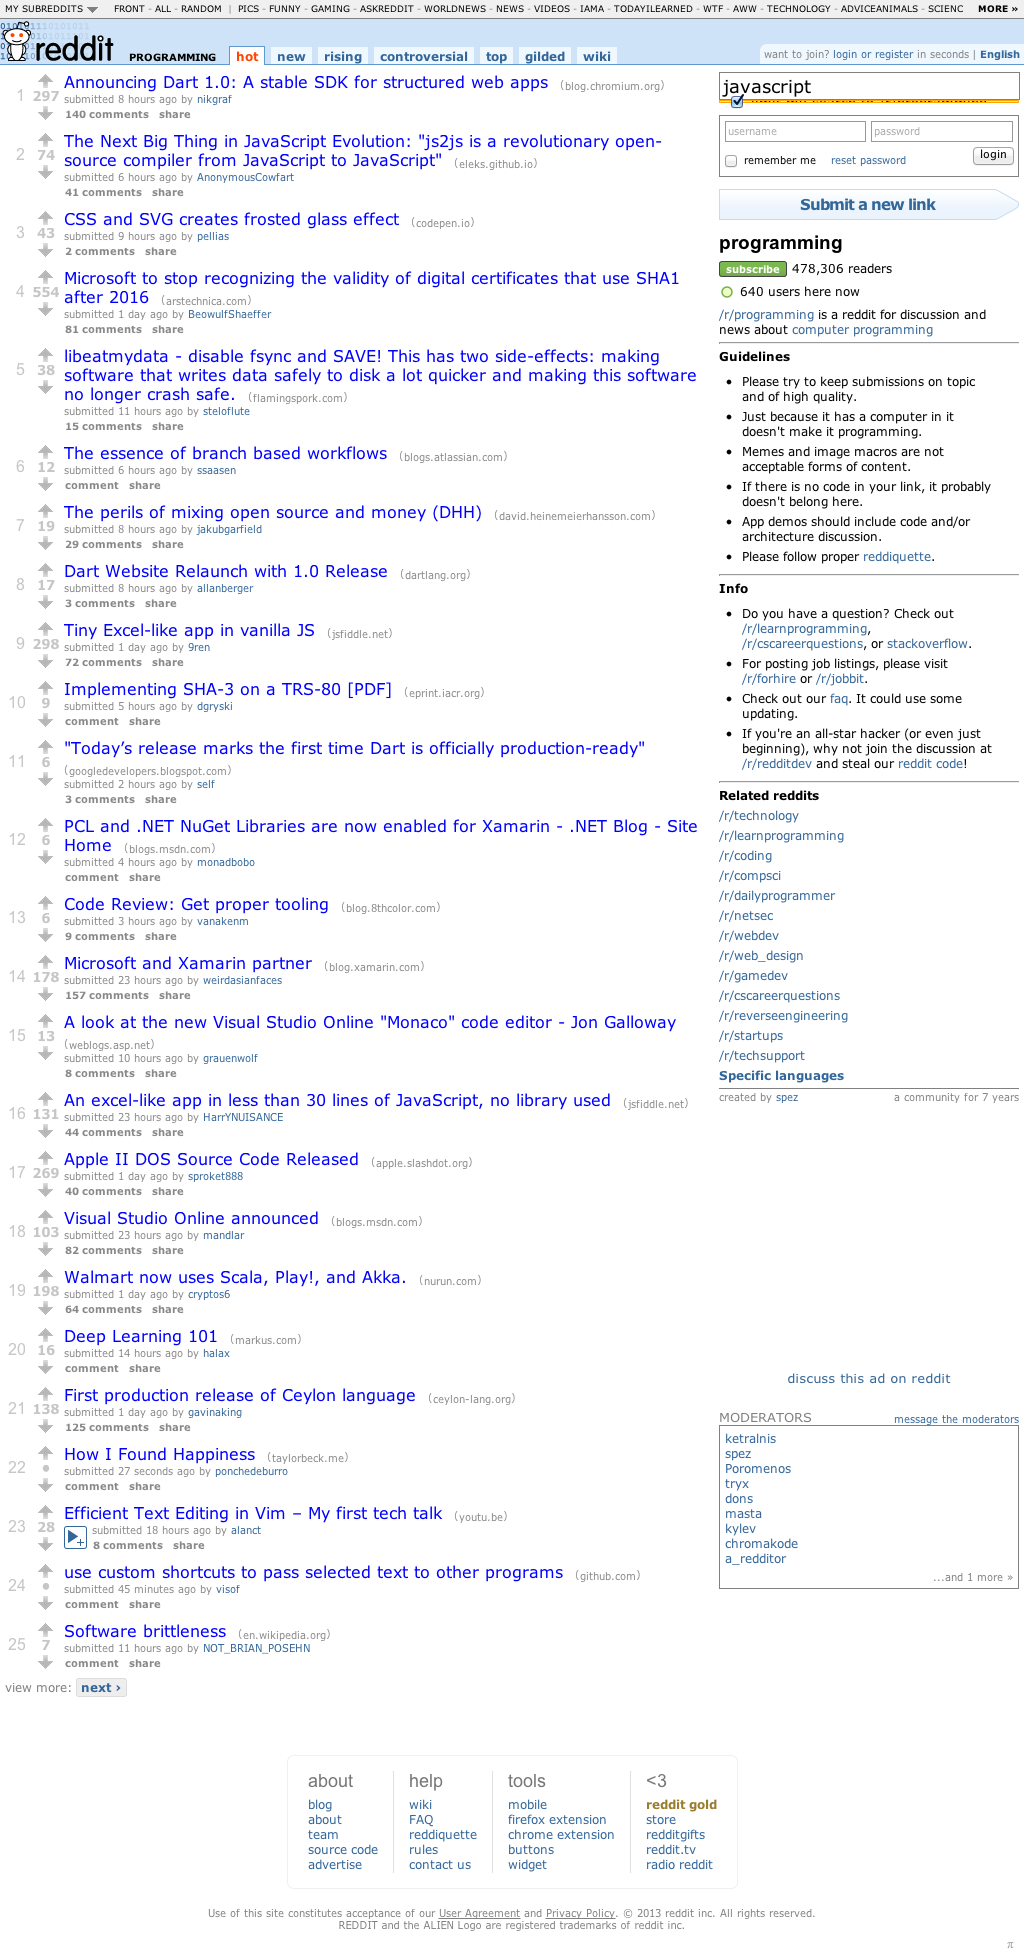 MY SUBREDDITS FRONT - ALL - RANDOM | PICS - FUNNY - GAMING - ASKREDDIT - WORLDNEWS - NEWS - VIDEOS - IAMA - TODAYILEARNED - WTF - AWW - TECHNOLOGY - ADVICEANIMALS - SCIENC MORE »
reddit PROGRAMMING hot new rising controversial top gilded wiki
want to join? login or register in seconds | English
1 297 Announcing Dart 1.0: A stable SDK for structured web apps (blog.chromium.org)
submitted 8 hours ago by nikgraf
140 comments share
2 74 The Next Big Thing in JavaScript Evolution: "js2js is a revolutionary open-
source compiler from JavaScript to JavaScript" (eleks.github.io)
submitted 6 hours ago by AnonymousCowfart
41 comments share
3 43 CSS and SVG creates frosted glass effect (codepen.io)
submitted 9 hours ago by pellias
2 comments share
4 554 Microsoft to stop recognizing the validity of digital certificates that use SHA1
after 2016 (arstechnica.com)
submitted 1 day ago by BeowulfShaeffer
81 comments share
5 38 libeatmydata - disable fsync and SAVE! This has two side-effects: making
software that writes data safely to disk a lot quicker and making this software
no longer crash safe. (flamingspork.com)
submitted 11 hours ago by steloflute
15 comments share
6 12 The essence of branch based workflows (blogs.atlassian.com)
submitted 6 hours ago by ssaasen
comment share
7 19 The perils of mixing open source and money (DHH) (david.heinemeierhansson.com)
submitted 8 hours ago by jakubgarfield
29 comments share
8 17 Dart Website Relaunch with 1.0 Release (dartlang.org)
submitted 8 hours ago by allanberger
3 comments share
9 298 Tiny Excel-like app in vanilla JS (jsfiddle.net)
submitted 1 day ago by 9ren
72 comments share
10 9 Implementing SHA-3 on a TRS-80 [PDF] (eprint.iacr.org)
submitted 5 hours ago by dgryski
comment share
11 6 "Today’s release marks the first time Dart is officially production-ready"
(googledevelopers.blogspot.com)
submitted 2 hours ago by self
3 comments share
12 6 PCL and .NET NuGet Libraries are now enabled for Xamarin - .NET Blog - Site
Home (blogs.msdn.com)
submitted 4 hours ago by monadbobo
comment share
13 6 Code Review: Get proper tooling (blog.8thcolor.com)
submitted 3 hours ago by vanakenm
9 comments share
14 178 Microsoft and Xamarin partner (blog.xamarin.com)
submitted 23 hours ago by weirdasianfaces
157 comments share
15 13 A look at the new Visual Studio Online "Monaco" code editor - Jon Galloway
(weblogs.asp.net)
submitted 10 hours ago by grauenwolf
8 comments share
16 131 An excel-like app in less than 30 lines of JavaScript, no library used (jsfiddle.net)
submitted 23 hours ago by HarrYNUISANCE
44 comments share
17 269 Apple II DOS Source Code Released (apple.slashdot.org)
submitted 1 day ago by sproket888
40 comments share
18 103 Visual Studio Online announced (blogs.msdn.com)
submitted 23 hours ago by mandlar
82 comments share
19 198 Walmart now uses Scala, Play!, and Akka. (nurun.com)
submitted 1 day ago by cryptos6
64 comments share
20 16 Deep Learning 101 (markus.com)
submitted 14 hours ago by halax
comment share
21 138 First production release of Ceylon language (ceylon-lang.org)
submitted 1 day ago by gavinaking
125 comments share
22 • How I Found Happiness (taylorbeck.me)
submitted 27 seconds ago by ponchedeburro
comment share
23 28 Efficient Text Editing in Vim – My first tech talk (youtu.be)
submitted 18 hours ago by alanct
8 comments share
24 • use custom shortcuts to pass selected text to other programs (github.com)
submitted 45 minutes ago by visof
comment share
25 7 Software brittleness (en.wikipedia.org)
submitted 11 hours ago by NOT_BRIAN_POSEHN
comment share
view more: next ›
javascript
username password
remember me reset password login
Submit a new link
programming
subscribe 478,306 readers
640 users here now
/r/programming is a reddit for discussion and
news about computer programming
Guidelines
• Please try to keep submissions on topic
and of high quality.
• Just because it has a computer in it
doesn't make it programming.
• Memes and image macros are not
acceptable forms of content.
• If there is no code in your link, it probably
doesn't belong here.
• App demos should include code and/or
architecture discussion.
• Please follow proper reddiquette.
Info
• Do you have a question? Check out
/r/learnprogramming,
/r/cscareerquestions, or stackoverflow.
• For posting job listings, please visit
/r/forhire or /r/jobbit.
• Check out our faq. It could use some
updating.
• If you're an all-star hacker (or even just
beginning), why not join the discussion at
/r/redditdev and steal our reddit code!
Related reddits
/r/technology
/r/learnprogramming
/r/coding
/r/compsci
/r/dailyprogrammer
/r/netsec
/r/webdev
/r/web_design
/r/gamedev
/r/cscareerquestions
/r/reverseengineering
/r/startups
/r/techsupport
Specific languages
created by spez a community for 7 years
discuss this ad on reddit
MODERATORS message the moderators
ketralnis
spez
Poromenos
tryx
dons
masta
kylev
chromakode
a_redditor
...and 1 more »
about help tools <3
blog wiki mobile reddit gold
about FAQ firefox extension store
team reddiquette chrome extension redditgifts
source code rules buttons reddit.tv
advertise contact us widget radio reddit
Use of this site constitutes acceptance of our User Agreement and Privacy Policy. © 2013 reddit inc. All rights reserved.
REDDIT and the ALIEN Logo are registered trademarks of reddit inc.
π